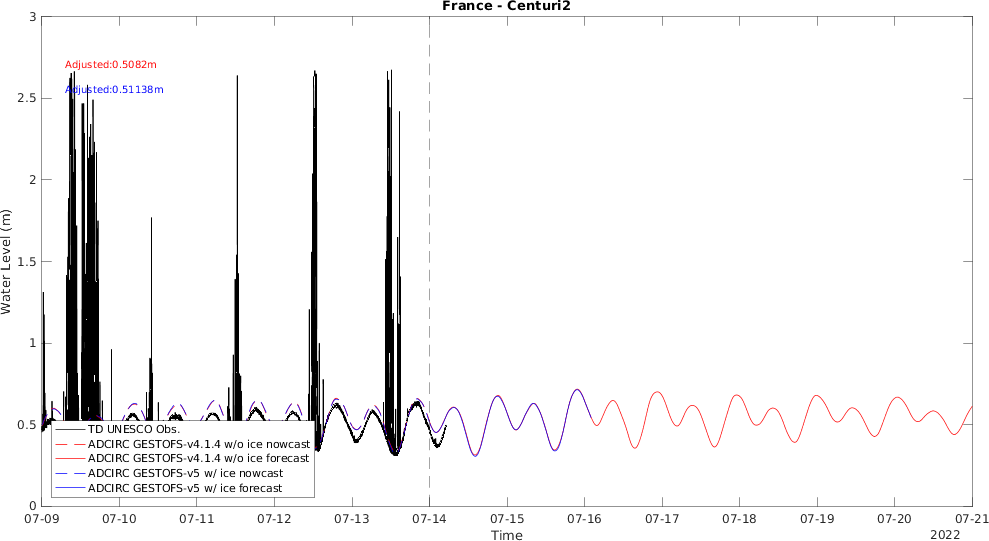 France - Centuri2
3
Adjusted:0.5082m
Adjusted:0.51138m
2.5
2
1.5
1
0.5
0
Water Level (m)
TD UNESCO Obs.
ADCIRC GESTOFS-v4.1.4 w/o ice nowcast
ADCIRC GESTOFS-v4.1.4 w/o ice forecast
ADCIRC GESTOFS-v5 w/ ice nowcast
ADCIRC GESTOFS-v5 w/ ice forecast
07-09 07-10 07-11 07-12 07-13 07-14 07-15 07-16 07-17 07-18 07-19 07-20 07-21
Time
2022